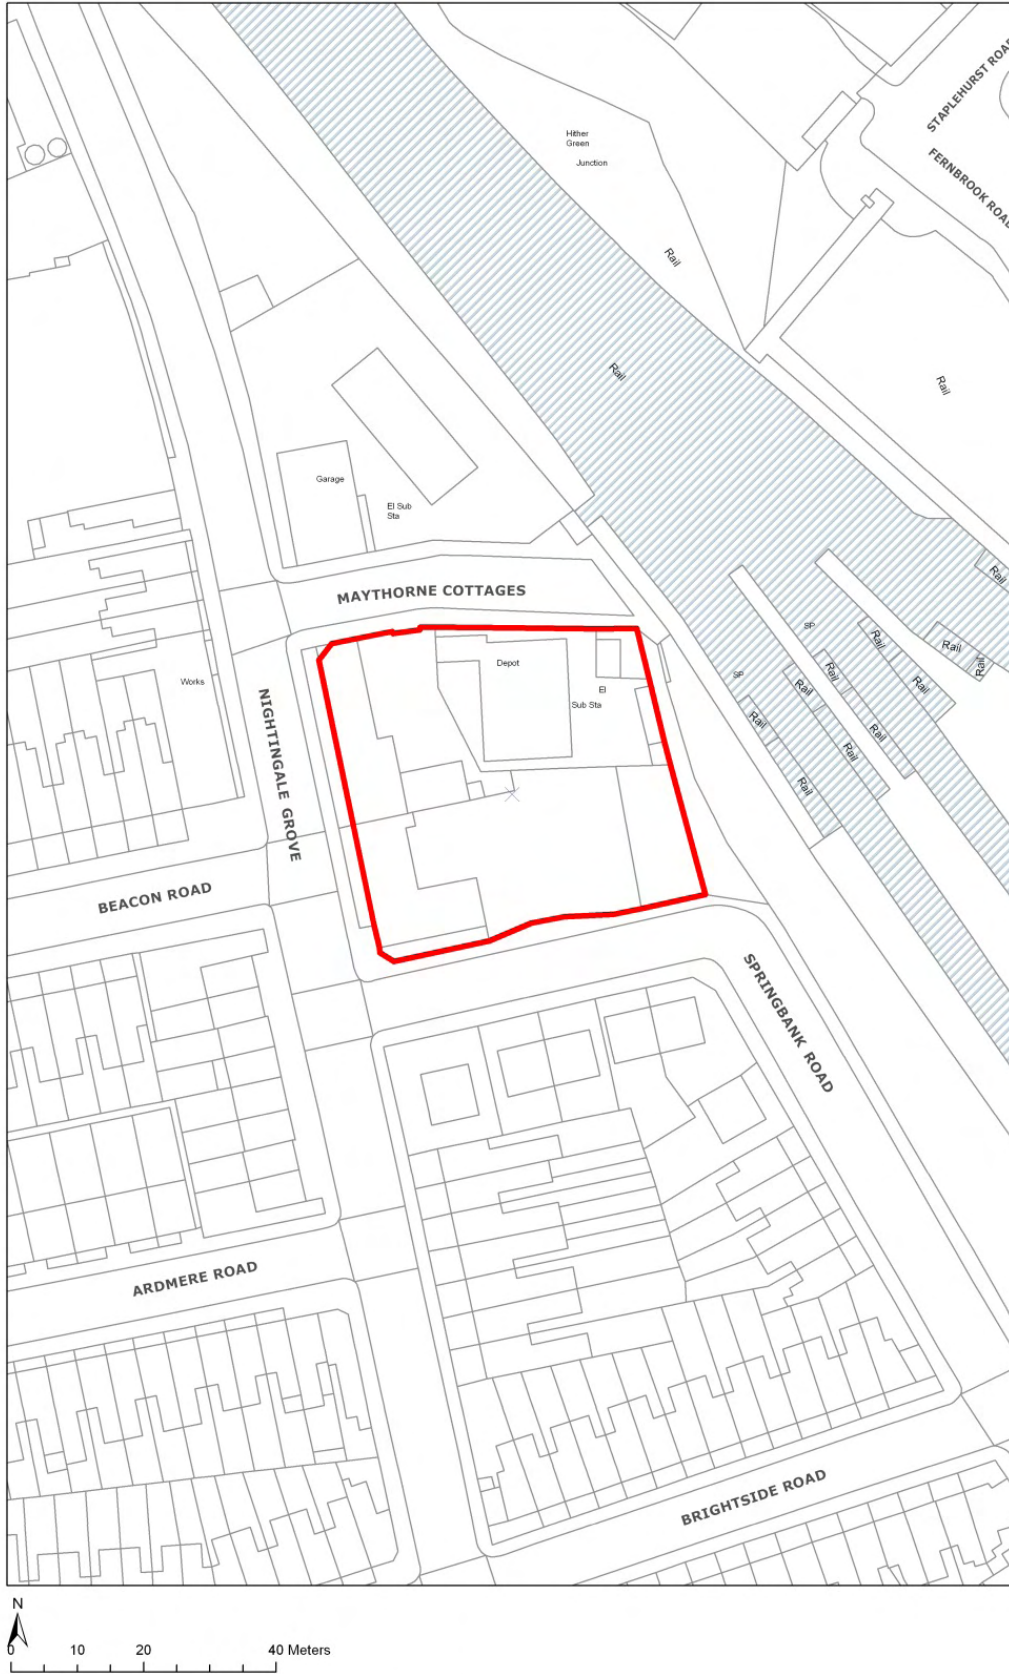 STAPLEHURST ROAD
FERNBROOK ROAD
Hither
Green
Junction
Rail
Rail
Rail
Garage
El Sub
Sta
MAYTHORNE COTTAGES
Rail
SP
Rail
Rail
Rail
Depot
Works
El
Sub Sta
SP
Rail
Rail
Rail
Rail
Rail
Rail
Rail
NIGHTINGALE GROVE
BEACON ROAD
SPRINGBANK ROAD
ARDMERE ROAD
BRIGHTSIDE ROAD
N
0 10 20 40 Meters